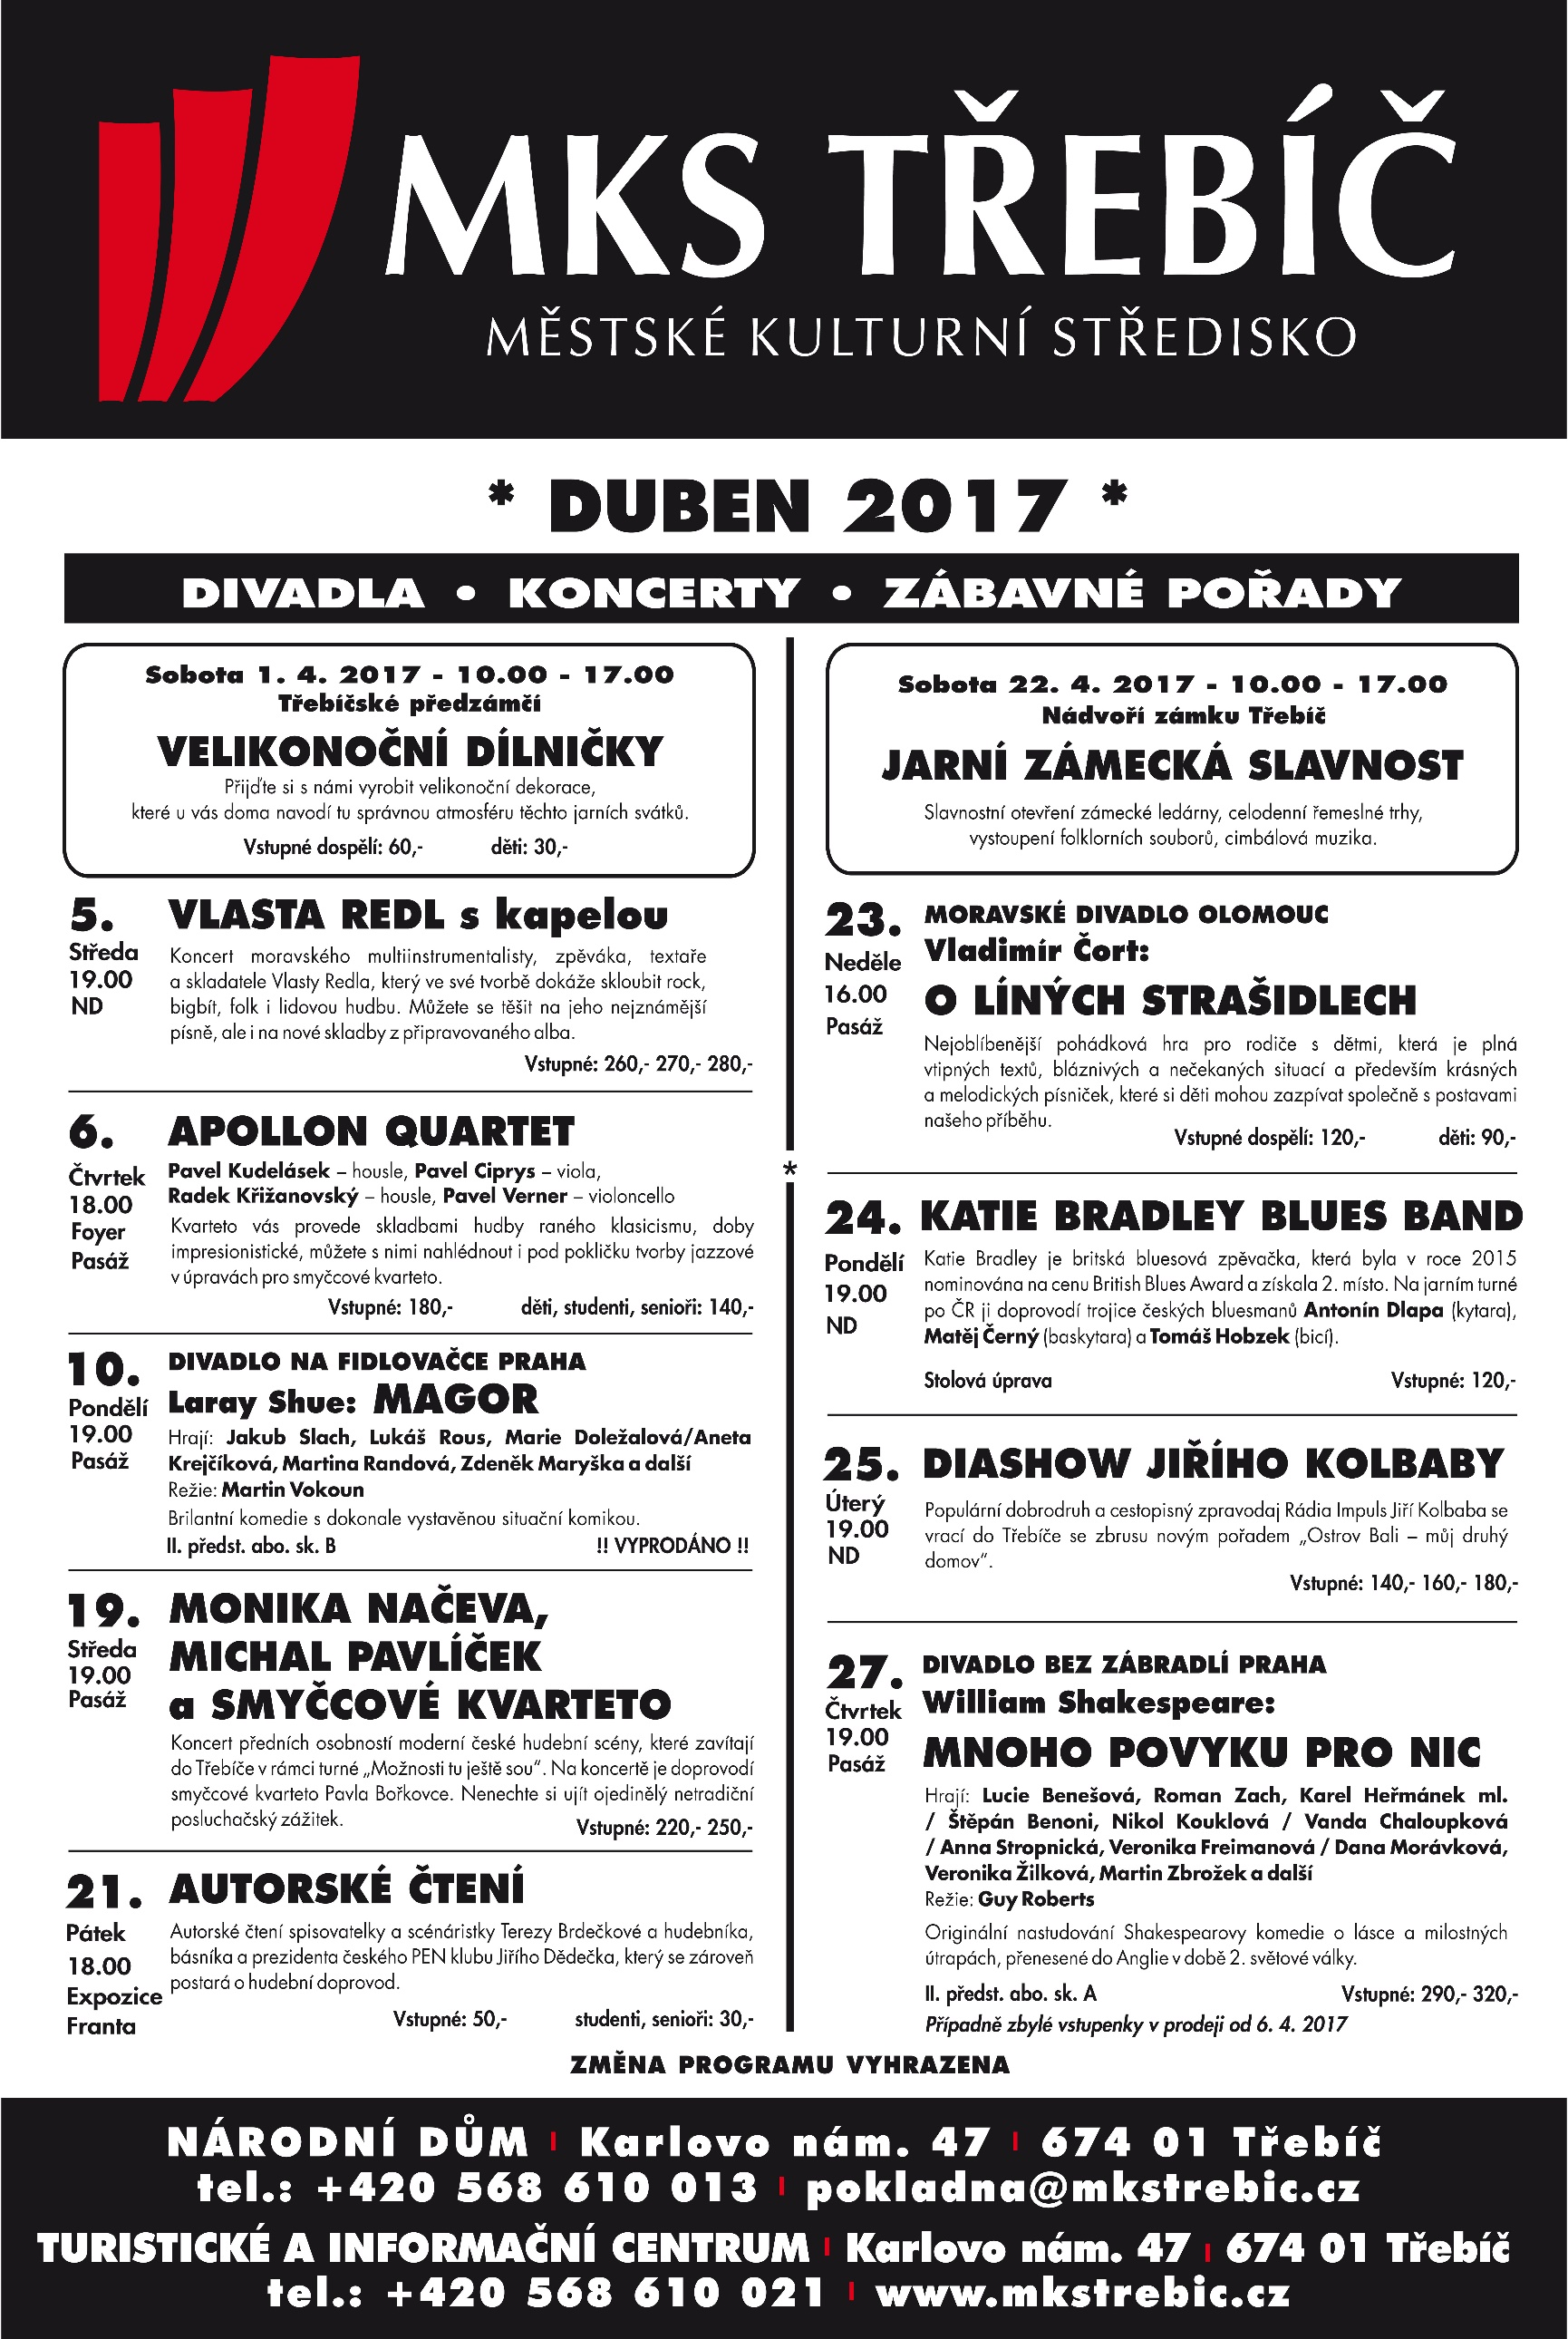 MKS TŘEBÍČ
MĚSTSKÉ KULTURNÍ STŘEDISKO
* DUBEN 2017 *
DIVADLA • KONCERTY • ZÁBAVNÉ POŘADY
Sobota 1. 4. 2017 - 10.00 - 17.00
Třebíčské předzámčí
VELIKONOČNÍ DÍLNIČKY
Přijďte si s námi vyrobit velikonoční dekorace,
které u vás doma navodí tu správnou atmosféru těchto jarních svátků.
Vstupné dospělí: 60,- děti: 30,-
5.
Středa
19.00
ND
VLASTA REDL s kapelou
Koncert moravského multiinstrumentalisty, zpěváka, textaře
a skladatele Vlasty Redla, který ve své tvorbě dokáže skloubit rock,
bigbít, folk i lidovou hudbu. Můžete se těšit na jeho nejznámější
písně, ale i na nové skladby z připravovaného alba.
Vstupné: 260,- 270,- 280,-
6.
Čtvrtek
18.00
Foyer
Pasáž
APOLLON QUARTET
Pavel Kudelásek – housle, Pavel Ciprys – viola,
Radek Křižanovský – housle, Pavel Verner – violoncello
Kvarteto vás provede skladbami hudby raného klasicismu, doby
impresionistické, můžete s nimi nahlédnout i pod pokličku tvorby jazzové
v úpravách pro smyčcové kvarteto.
Vstupné: 180,- děti, studenti, senioři: 140,-
10.
Pondělí
19.00
Pasáž
DIVADLO NA FIDLOVAČCE PRAHA
Laray Shue: MAGOR
Hrají: Jakub Slach, Lukáš Rous, Marie Doležalová/Aneta
Krejčíková, Martina Randová, Zdeněk Maryška a další
Režie: Martin Vokoun
Brilantní komedie s dokonale vystavěnou situační komikou.
II. předst. abo. sk. B !! VYPRODÁNO !!
19.
Středa
19.00
Pasáž
MONIKA NAČEVA,
MICHAL PAVLÍČEK
a SMYČCOVÉ KVARTETO
Koncert předních osobností moderní české hudební scény, které zavítají
do Třebíče v rámci turné „Možnosti tu ještě sou“. Na koncertě je doprovodí
smyčcové kvarteto Pavla Bořkovce. Nenechte si ujít ojedinělý netradiční
posluchačský zážitek.
Vstupné: 220,- 250,-
21.
Pátek
18.00
Expozice
Franta
AUTORSKÉ ČTENÍ
Autorské čtení spisovatelky a scénáristky Terezy Brdečkové a hudebníka,
básníka a prezidenta českého PEN klubu Jiřího Dědečka, který se zároveň
postará o hudební doprovod.
Vstupné: 50,- studenti, senioři: 30,-
*
Sobota 22. 4. 2017 - 10.00 - 17.00
Nádvoří zámku Třebíč
JARNÍ ZÁMECKÁ SLAVNOST
Slavnostní otevření zámecké ledárny, celodenní řemeslné trhy,
vystoupení folklorních souborů, cimbálová muzika.
23.
Neděle
16.00
Pasáž
MORAVSKÉ DIVADLO OLOMOUC
Vladimír Čort:
O LÍNÝCH STRAŠIDLECH
Nejoblíbenější pohádková hra pro rodiče s dětmi, která je plná
vtipných textů, bláznivých a nečekaných situací a především krásných
a melodických písniček, které si děti mohou zazpívat společně s postavami
našeho příběhu.
Vstupné dospělí: 120,- děti: 90,-
24.
Pondělí
19.00
ND
KATIE BRADLEY BLUES BAND
Katie Bradley je britská bluesová zpěvačka, která byla v roce 2015
nominována na cenu British Blues Award a získala 2. místo. Na jarním turné
po ČR ji doprovodí trojice českých bluesmanů Antonín Dlapa (kytara),
Matěj Černý (baskytara) a Tomáš Hobzek (bicí).
Stolová úprava Vstupné: 120,-
25.
Úterý
19.00
ND
DIASHOW JIŘÍHO KOLBABY
Populární dobrodruh a cestopisný zpravodaj Rádia Impuls Jiří Kolbaba se
vrací do Třebíče se zbrusu novým pořadem „Ostrov Bali – můj druhý
domov“.
Vstupné: 140,- 160,- 180,-
27.
Čtvrtek
19.00
Pasáž
DIVADLO BEZ ZÁBRADLÍ PRAHA
William Shakespeare:
MNOHO POVYKU PRO NIC
Hrají: Lucie Benešová, Roman Zach, Karel Heřmánek ml.
/ Štěpán Benoni, Nikol Kouklová / Vanda Chaloupková
/ Anna Stropnická, Veronika Freimanová / Dana Morávková,
Veronika Žilková, Martin Zbrožek a další
Režie: Guy Roberts
Originální nastudování Shakespearovy komedie o lásce a milostných
útrapách, přenesené do Anglie v době 2. světové války.
II. předst. abo. sk. A Vstupné: 290,- 320,-
Případně zbylé vstupenky v prodeji od 6. 4. 2017
ZMĚNA PROGRAMU VYHRAZENA
NÁRODNÍ DŮM | Karlovo nám. 47 | 674 01 Třebíč
tel.: +420 568 610 013 | pokladna@mkstrebic.cz
TURISTICKÉ A INFORMAČNÍ CENTRUM | Karlovo nám. 47 | 674 01 Třebíč
tel.: +420 568 610 021 | www.mkstrebic.cz